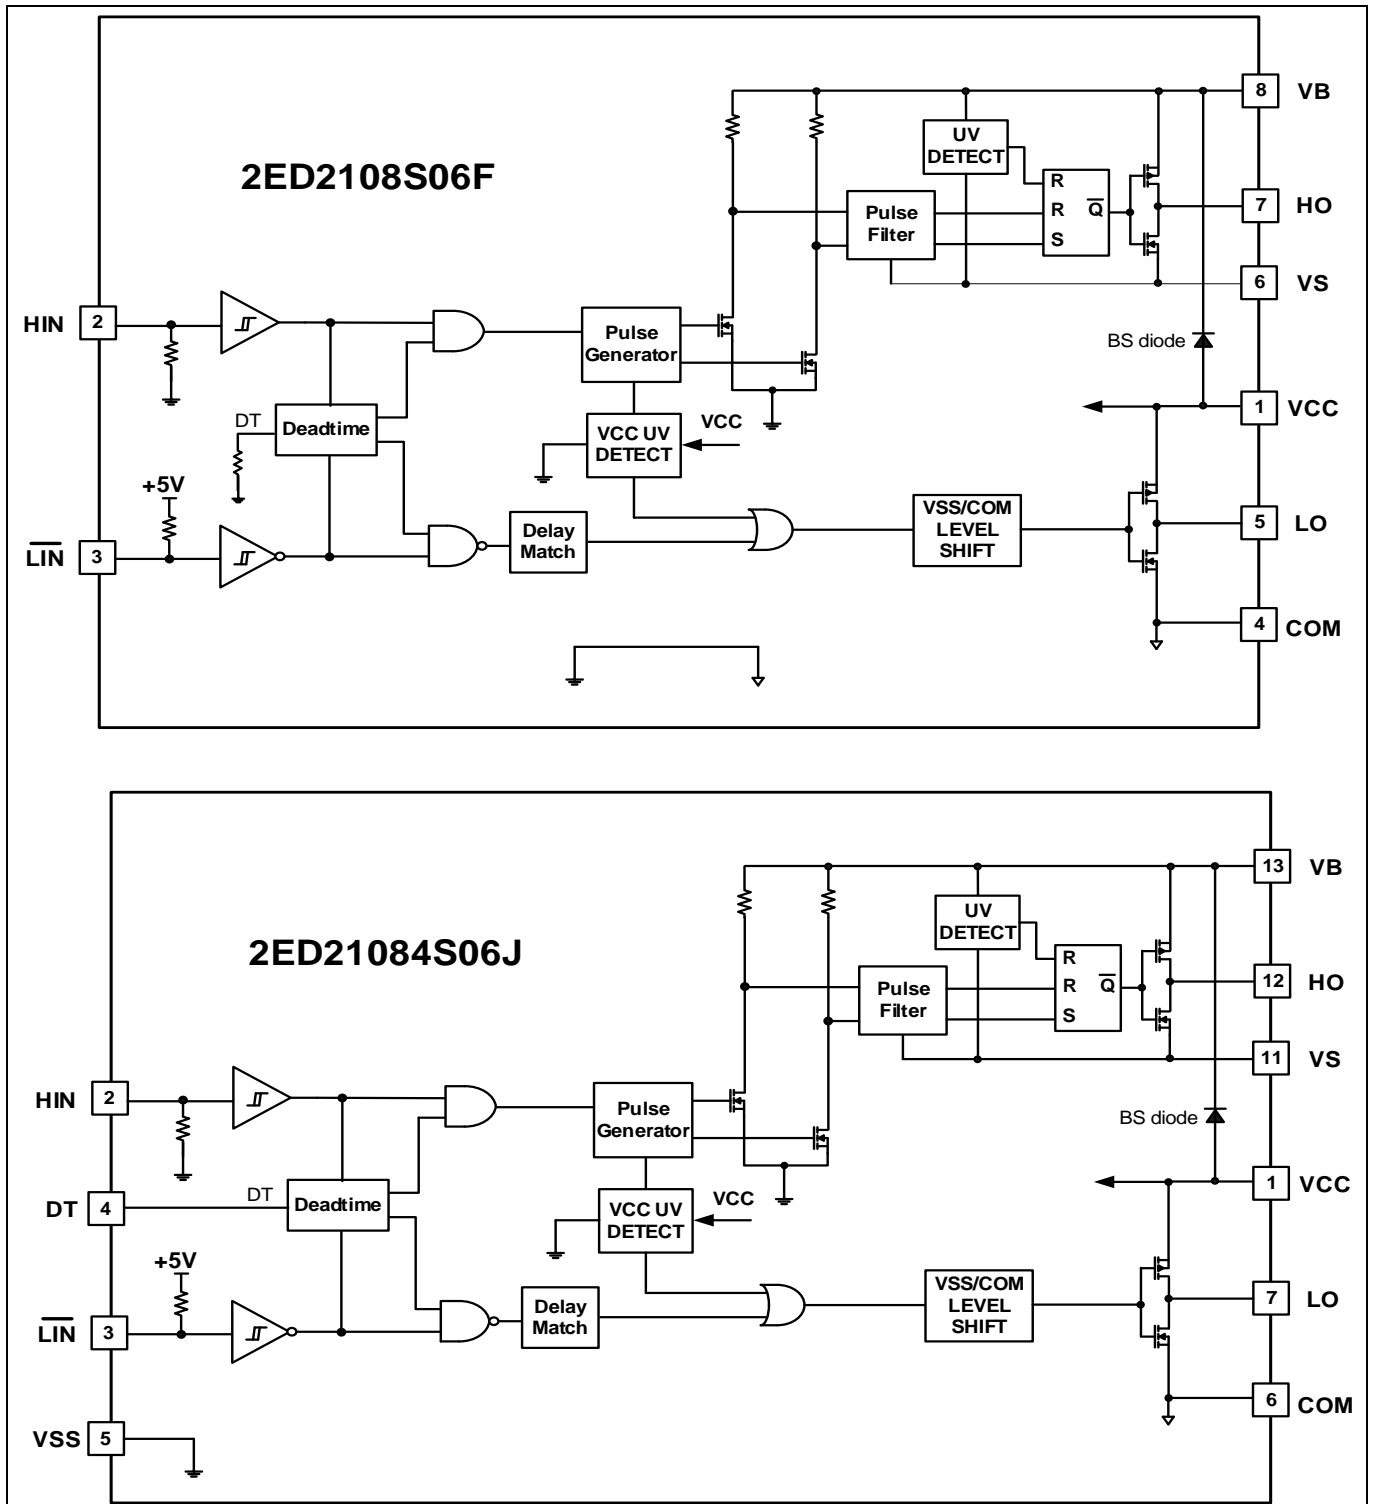 2ED2108S06F
8 VB
UV
DETECT
R
R
S
Q̅
7 HO
Pulse
Filter
6 VS
HIN 2
Pulse
Generator
BS diode
1 VCC
DT
Deadtime
VCC UV
DETECT
VCC
+5V
L̅I̅N̅ 3
Delay
Match
VSS/COM
LEVEL
SHIFT
5 LO
4 COM
2ED21084S06J
13 VB
UV
DETECT
R
R
S
Q̅
12 HO
Pulse
Filter
11 VS
HIN 2
Pulse
Generator
BS diode
1 VCC
DT 4
DT
Deadtime
VCC UV
DETECT
VCC
+5V
L̅I̅N̅ 3
Delay
Match
VSS/COM
LEVEL
SHIFT
7 LO
6 COM
VSS 5